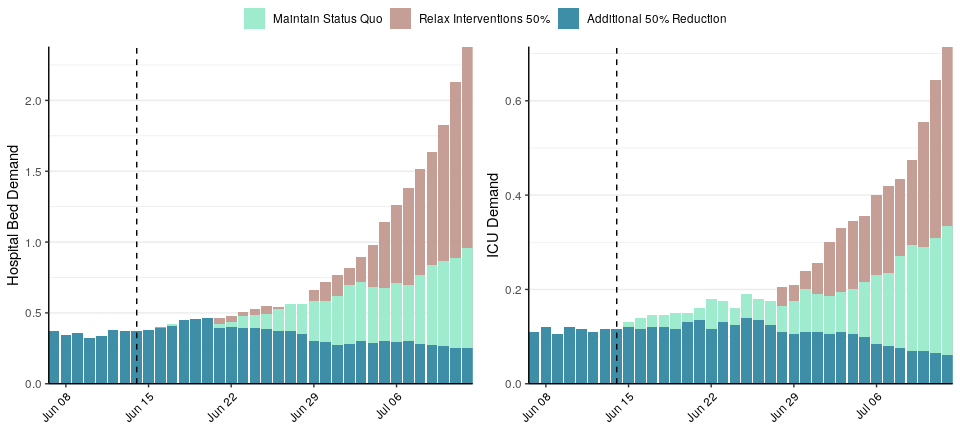 Maintain Status Quo Relax Interventions 50% Additional 50% Reduction
Hospital Bed Demand
2.0
1.5
1.0
0.5
0.0
Jun 08 Jun 15 Jun 22 Jun 29 Jul 06
ICU Demand
0.6
0.4
0.2
0.0
Jun 08 Jun 15 Jun 22 Jun 29 Jul 06